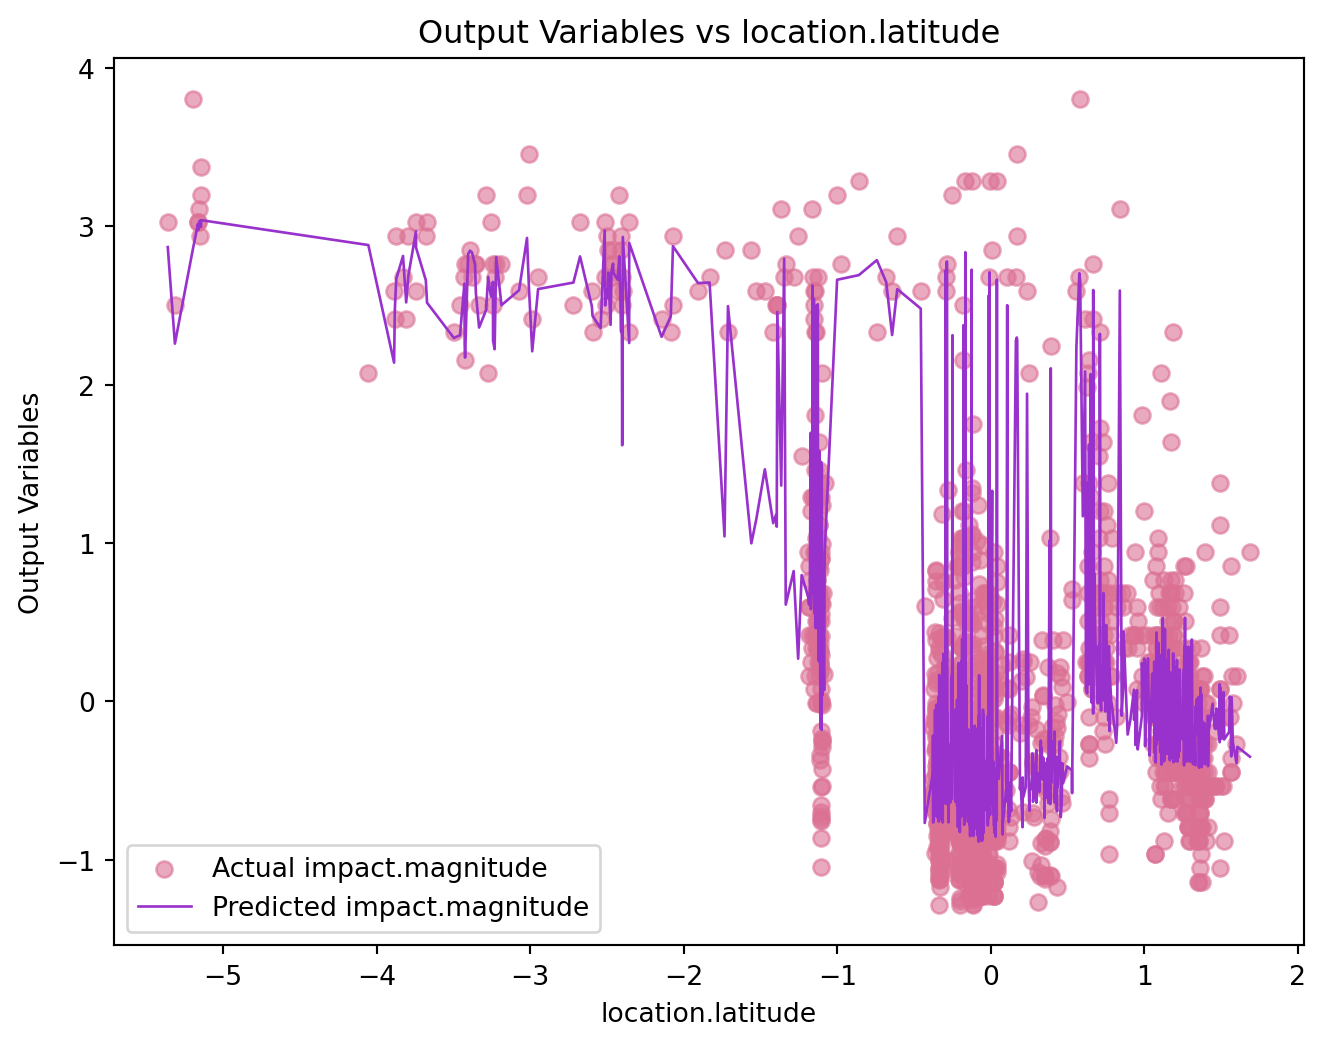 Output Variables vs location.latitude
Output Variables
4
3
2
1
0
−1
Actual impact.magnitude
Predicted impact.magnitude
−5
−4
−3
−2
−1
0
1
2
location.latitude